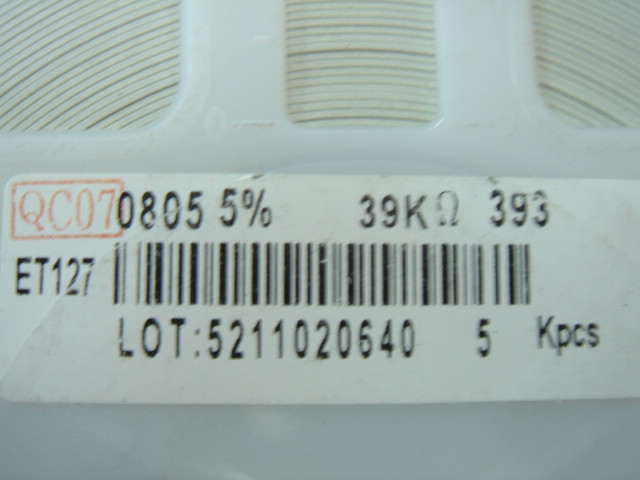 QC07 0805 5% 39KΩ 393
ET127
LOT:5211020640 5 Kpcs